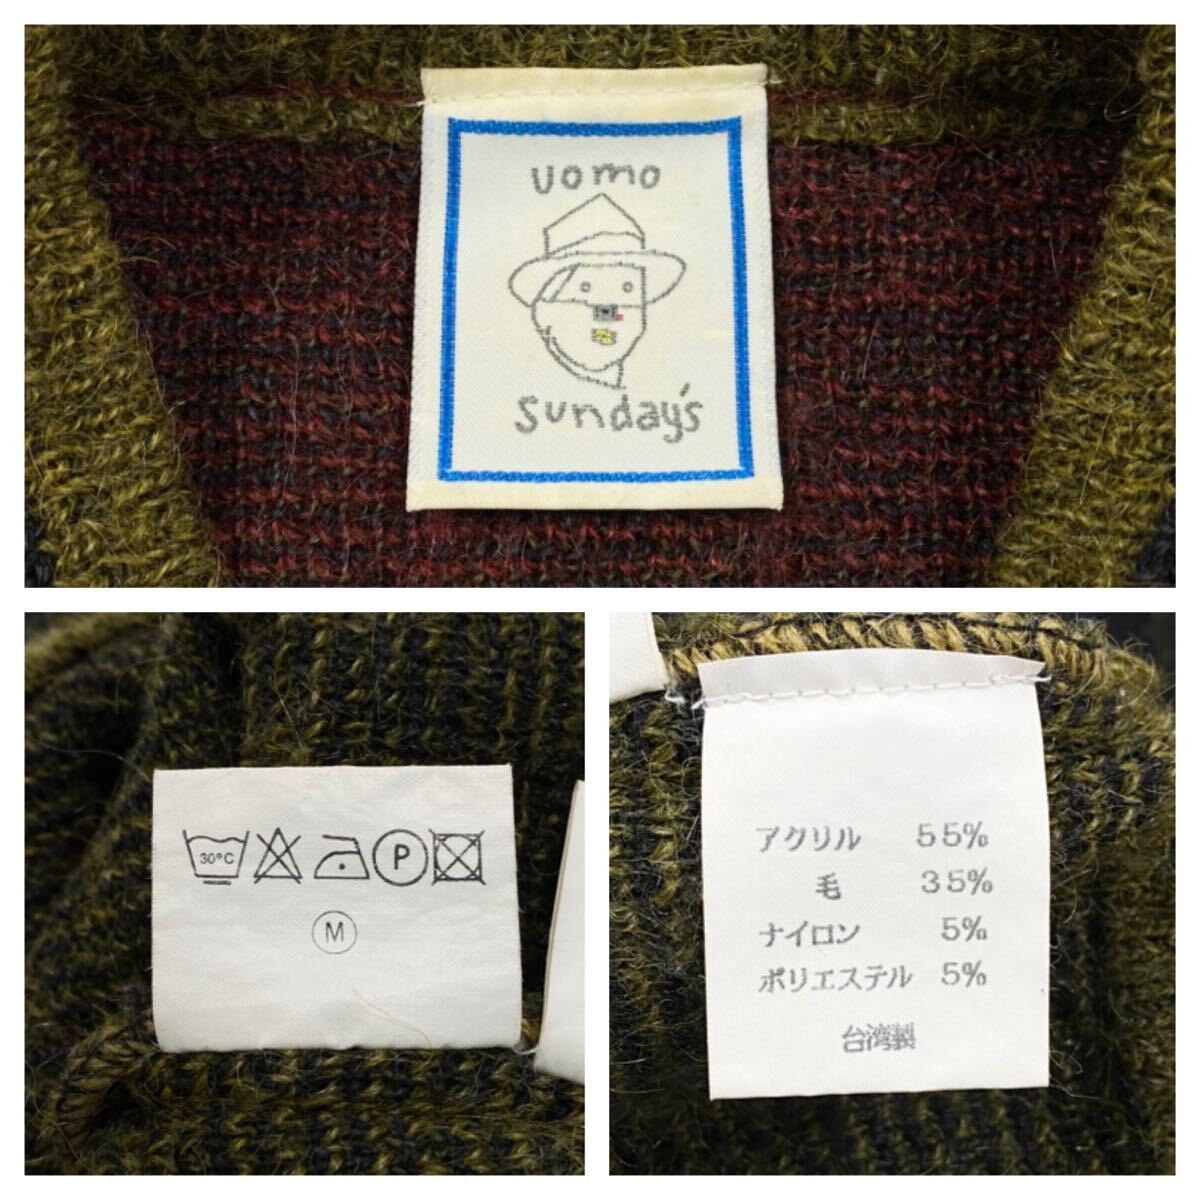 uomo
sunday's
30°C
P
M
アクリル 55%
毛 35%
ナイロン 5%
ポリエステル 5%
台湾製